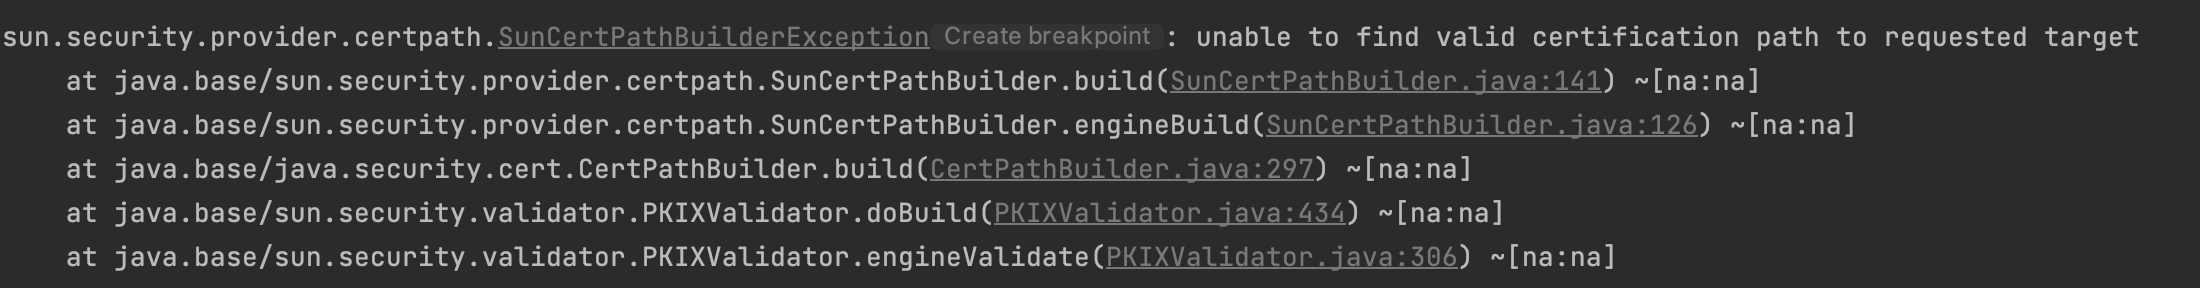 sun.security.provider.certpath.SunCertPathBuilderException Create breakpoint : unable to find valid certification path to requested target
    at java.base/sun.security.provider.certpath.SunCertPathBuilder.build(SunCertPathBuilder.java:141) ~[na:na]
    at java.base/sun.security.provider.certpath.SunCertPathBuilder.engineBuild(SunCertPathBuilder.java:126) ~[na:na]
    at java.base/java.security.cert.CertPathBuilder.build(CertPathBuilder.java:297) ~[na:na]
    at java.base/sun.security.validator.PKIXValidator.doBuild(PKIXValidator.java:434) ~[na:na]
    at java.base/sun.security.validator.PKIXValidator.engineValidate(PKIXValidator.java:306) ~[na:na]